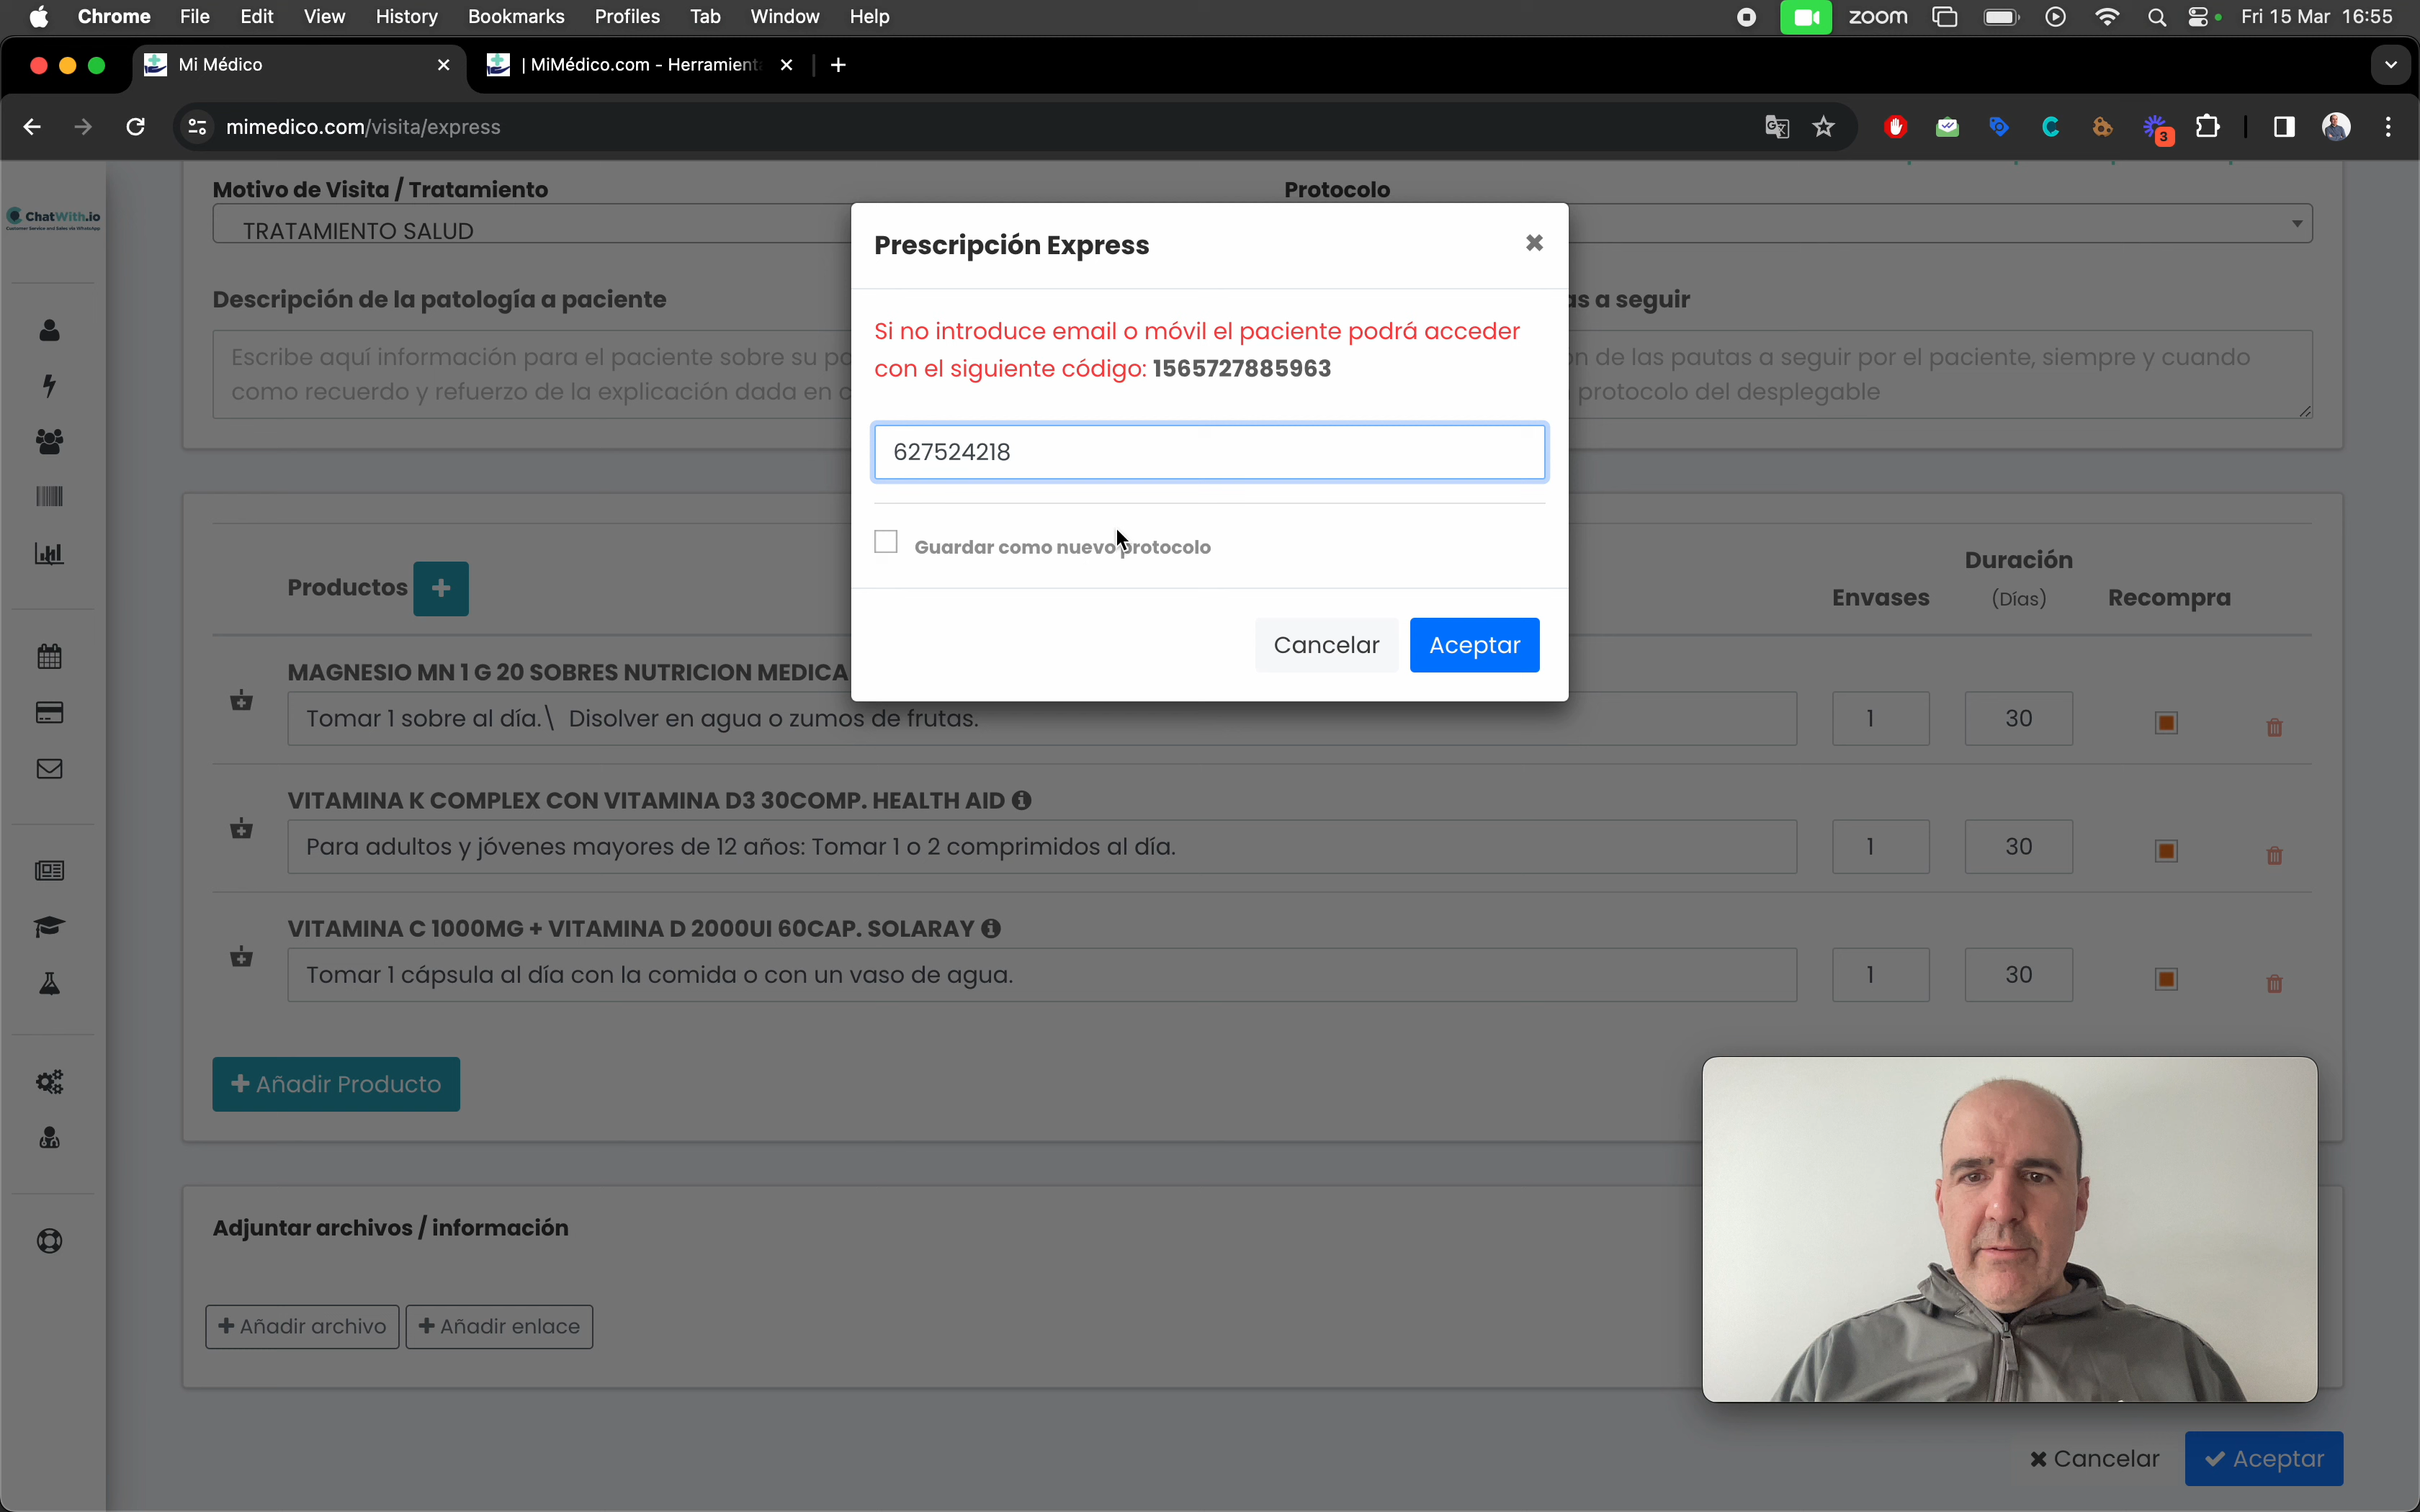 Chrome File Edit View History Bookmarks Profiles Tab Window Help zoom Fri 15 Mar 16:55
Mi Médico
| MiMédico.com - Herramient
mimedico.com/visita/express
3
ChatWith.io
Customer Service and Sales via WhatsApp
Motivo de Visita / Tratamiento
Protocolo
TRATAMIENTO SALUD
Descripción de la patología a paciente
as a seguir
Escribe aquí información para el paciente sobre su pa
como recuerdo y refuerzo de la explicación dada en c
n de las pautas a seguir por el paciente, siempre y cuando
protocolo del desplegable
Prescripción Express
Si no introduce email o móvil el paciente podrá acceder
con el siguiente código: 1565727885963
627524218
Guardar como nuevo protocolo
Cancelar
Aceptar
Productos
Envases
Duración
(Días)
Recompra
MAGNESIO MN 1 G 20 SOBRES NUTRICION MEDICA
Tomar 1 sobre al día.\ Disolver en agua o zumos de frutas.
1
30
VITAMINA K COMPLEX CON VITAMINA D3 30COMP. HEALTH AID
Para adultos y jóvenes mayores de 12 años: Tomar 1 o 2 comprimidos al día.
1
30
VITAMINA C 1000MG + VITAMINA D 2000UI 60CAP. SOLARAY
Tomar 1 cápsula al día con la comida o con un vaso de agua.
1
30
+ Añadir Producto
Adjuntar archivos / información
+ Añadir archivo
+ Añadir enlace
Cancelar
Aceptar